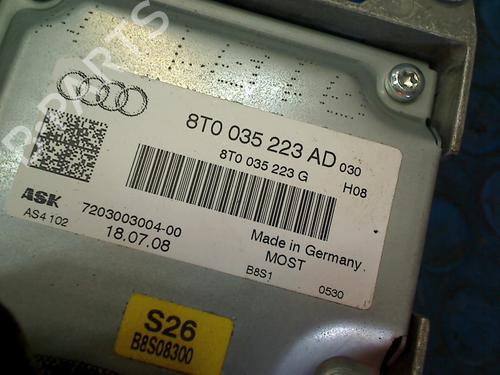 8T0 035 223 AD 030
8T0 035 223 G H08
ASK
AS4 102
7203003004-00
18.07.08
Made in Germany
MOST
B8S1
0530
S26
B8S08300